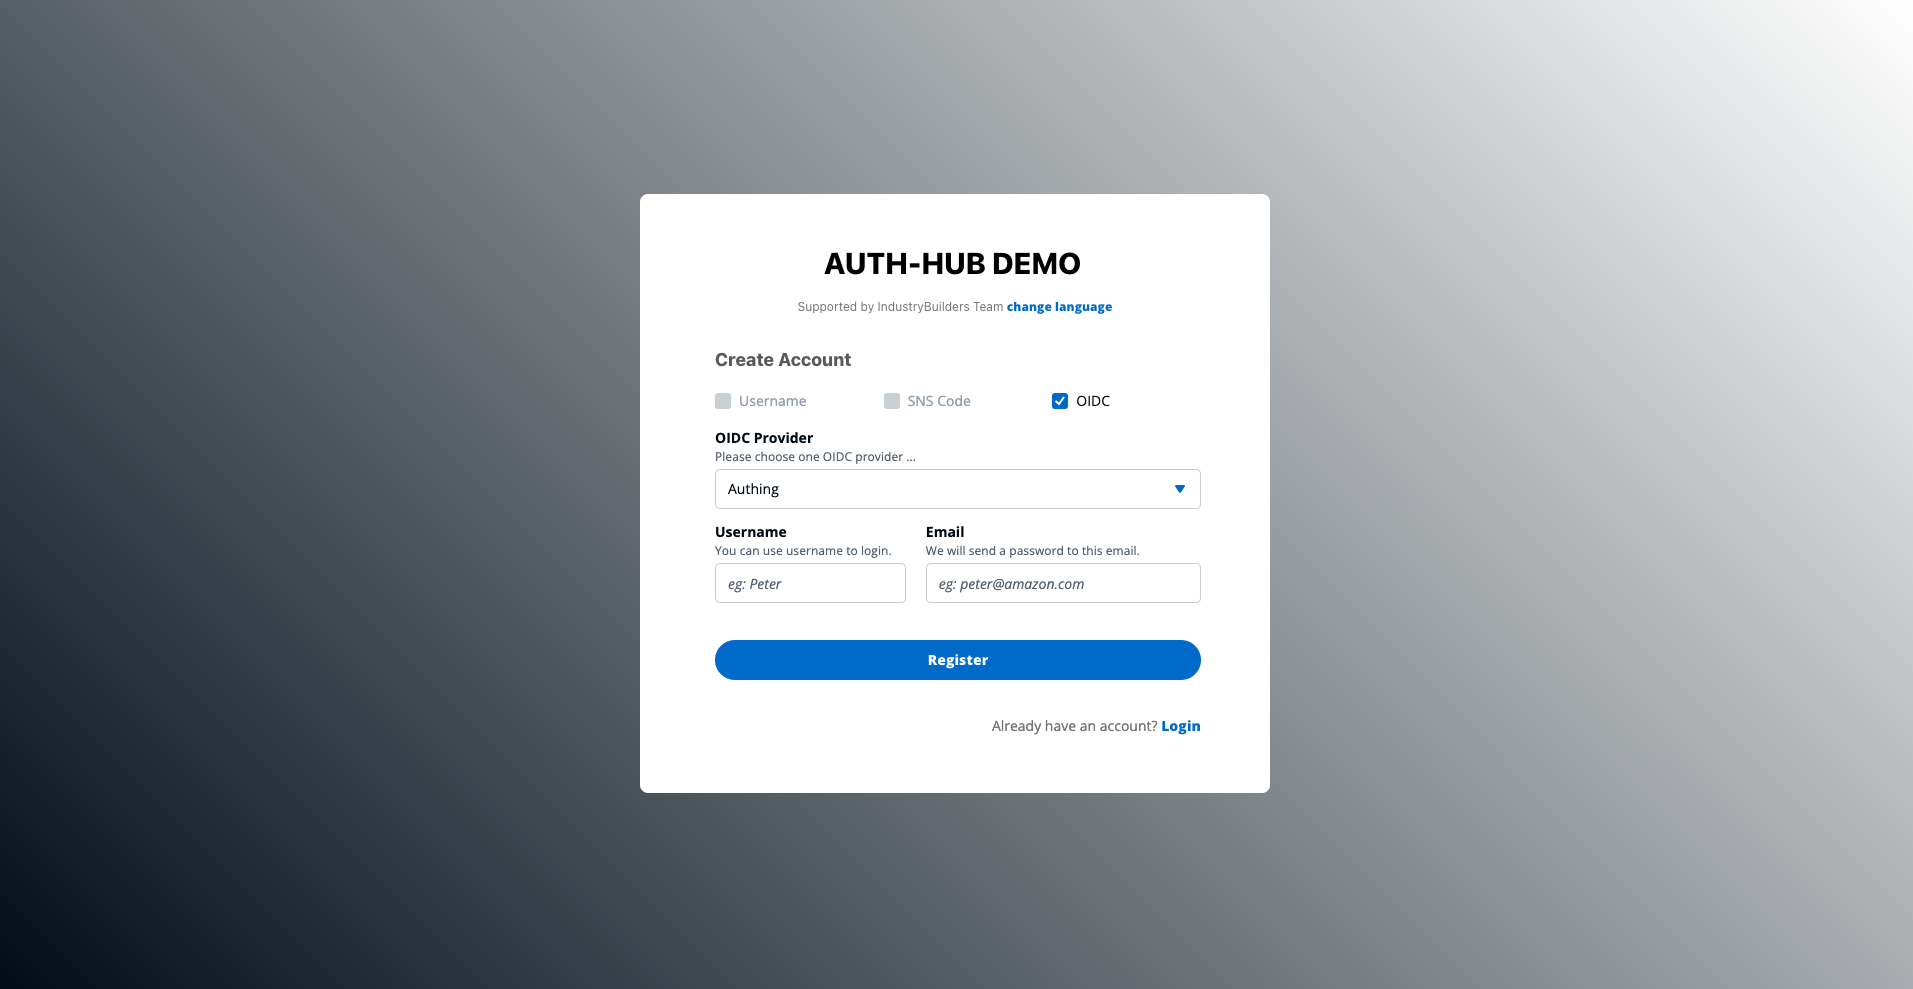 AUTH-HUB DEMO
Supported by IndustryBuilders Team change language
Create Account
Username SNS Code OIDC
OIDC Provider
Please choose one OIDC provider ...
Authing
Username Email
You can use username to login. We will send a password to this email.
eg: Peter eg: peter@amazon.com
Register
Already have an account? Login